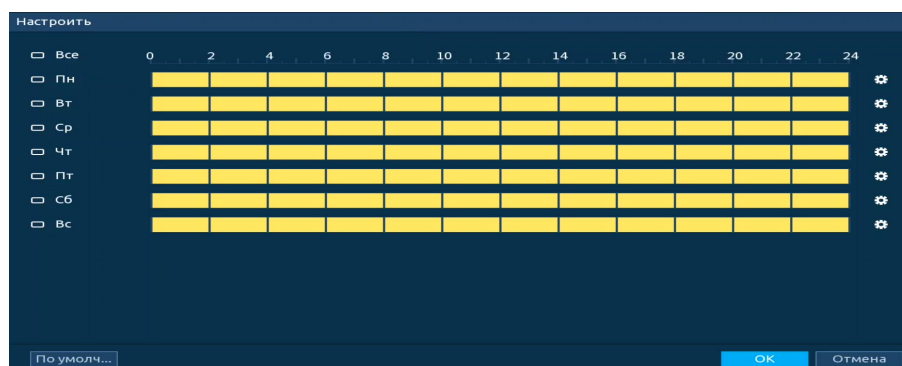 Настроить
Все 0 2 4 6 8 10 12 14 16 18 20 22 24
Пн
Вт
Ср
Чт
Пт
Сб
Вс
По умолч... OK Отмена